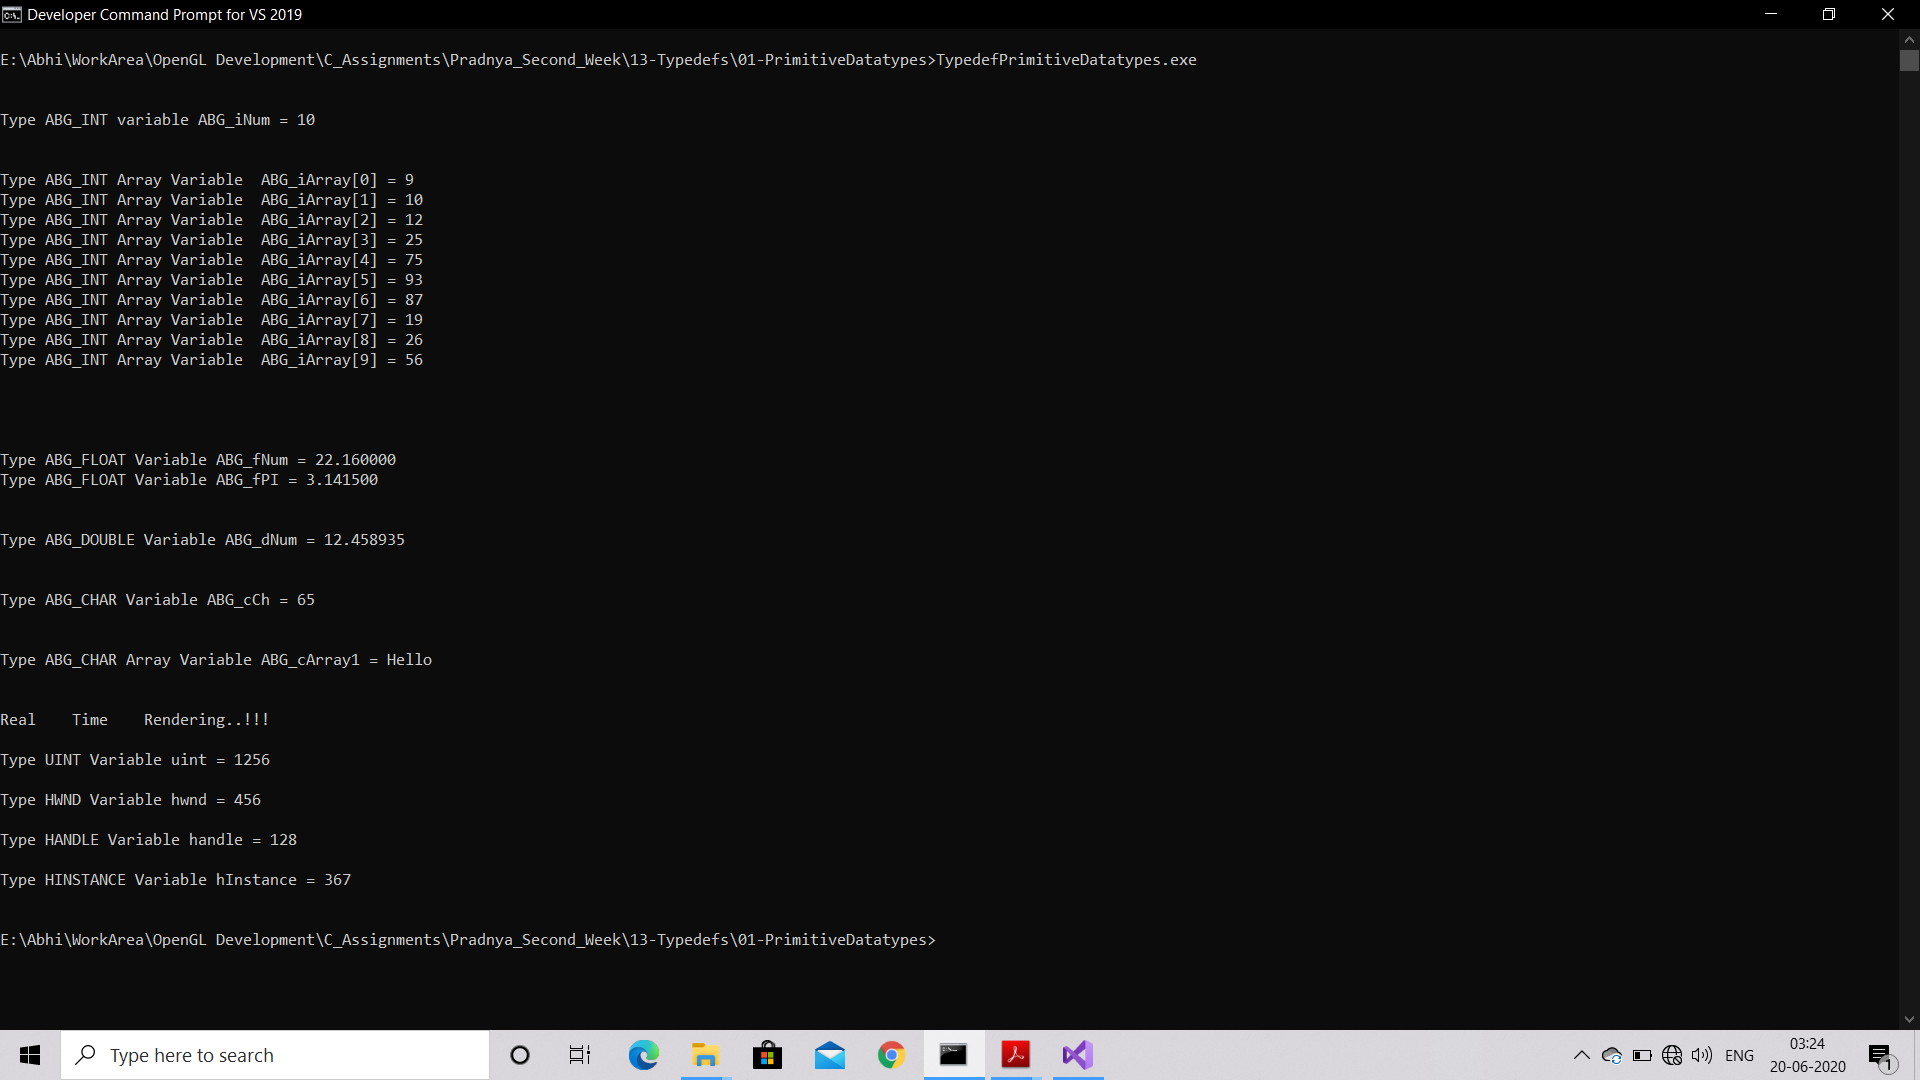 Developer Command Prompt for VS 2019
E:\Abhi\WorkArea\OpenGL Development\C_Assignments\Pradnya_Second_Week\13-Typedefs\01-PrimitiveDatatypes>TypedefPrimitiveDatatypes.exe
Type ABG_INT variable ABG_iNum = 10
Type ABG_INT Array Variable  ABG_iArray[0] = 9
Type ABG_INT Array Variable  ABG_iArray[1] = 10
Type ABG_INT Array Variable  ABG_iArray[2] = 12
Type ABG_INT Array Variable  ABG_iArray[3] = 25
Type ABG_INT Array Variable  ABG_iArray[4] = 75
Type ABG_INT Array Variable  ABG_iArray[5] = 93
Type ABG_INT Array Variable  ABG_iArray[6] = 87
Type ABG_INT Array Variable  ABG_iArray[7] = 19
Type ABG_INT Array Variable  ABG_iArray[8] = 26
Type ABG_INT Array Variable  ABG_iArray[9] = 56
Type ABG_FLOAT Variable ABG_fNum = 22.160000
Type ABG_FLOAT Variable ABG_fPI = 3.141500
Type ABG_DOUBLE Variable ABG_dNum = 12.458935
Type ABG_CHAR Variable ABG_cCh = 65
Type ABG_CHAR Array Variable ABG_cArray1 = Hello
Real    Time    Rendering..!!!
Type UINT Variable uint = 1256
Type HWND Variable hwnd = 456
Type HANDLE Variable handle = 128
Type HINSTANCE Variable hInstance = 367
E:\Abhi\WorkArea\OpenGL Development\C_Assignments\Pradnya_Second_Week\13-Typedefs\01-PrimitiveDatatypes>
Type here to search
ENG
03:24
20-06-2020
1